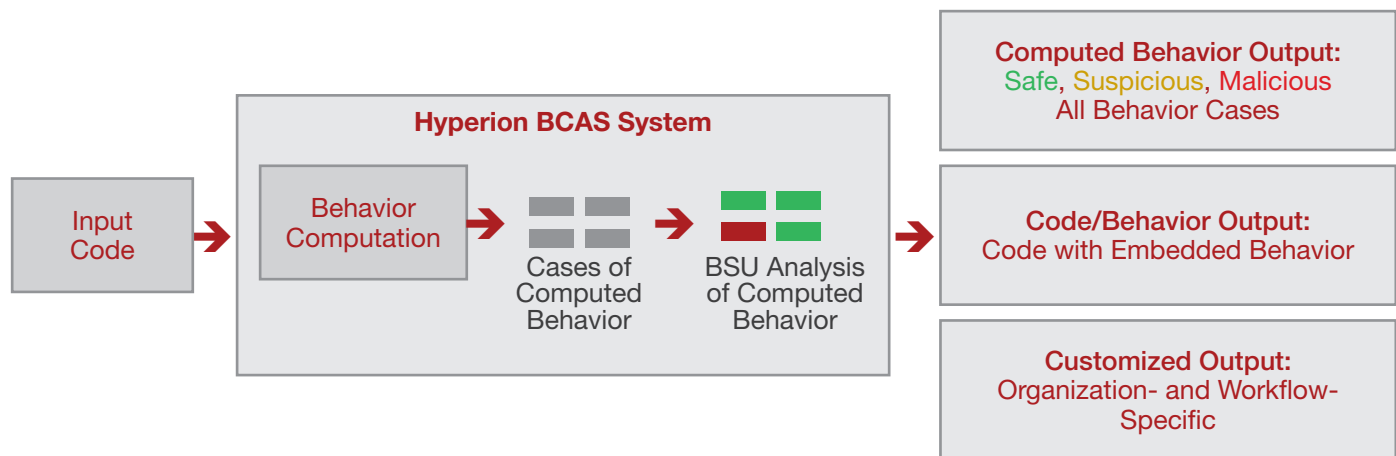 Input
Code
Hyperion BCAS System
Behavior
Computation
Cases of
Computed
Behavior
BSU Analysis
of Computed
Behavior
Computed Behavior Output:
Safe, Suspicious, Malicious
All Behavior Cases
Code/Behavior Output:
Code with Embedded Behavior
Customized Output:
Organization- and Workflow-
Specific